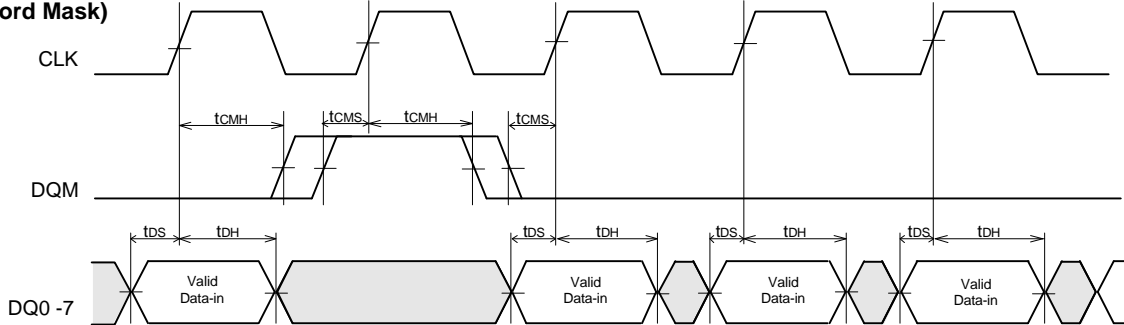 ord Mask)
CLK
tCMH tCMS tCMH tCMS
DQM
tDS tDH tDS tDH tDS tDH tDS tDH
Valid Valid Valid Valid
Data-in Data-in Data-in Data-in
DQ0 -7